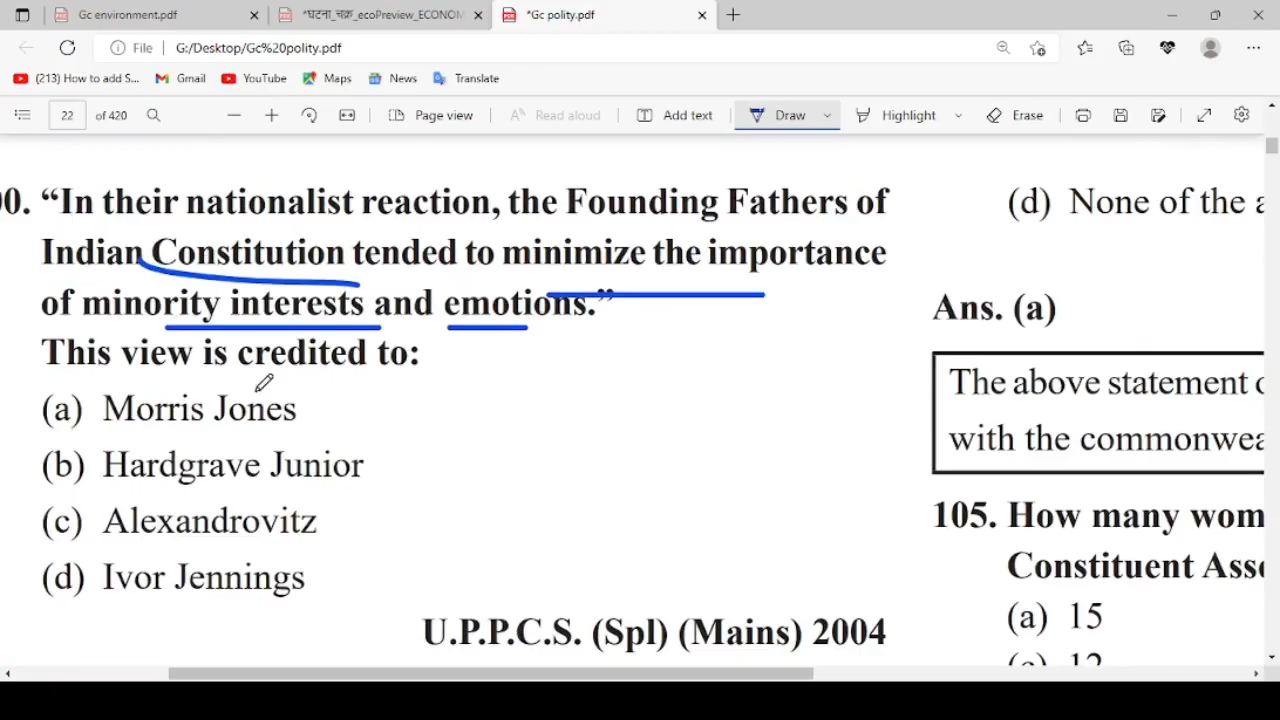 Gc environment.pdf
*घटना_चक्र_ecoPreview_ECONOM
*Gc polity.pdf
File
G:/Desktop/Gc%20polity.pdf
(213) How to add S...
Gmail
YouTube
Maps
News
Translate
22 of 420
Page view
Read aloud
Add text
Draw
Highlight
Erase
00. “In their nationalist reaction, the Founding Fathers of
Indian Constitution tended to minimize the importance
of minority interests and emotions.”
This view is credited to:
(a) Morris Jones
(b) Hardgrave Junior
(c) Alexandrovitz
(d) Ivor Jennings
U.P.P.C.S. (Spl) (Mains) 2004
(d) None of the a
Ans. (a)
The above statement
with the commonwea
105. How many wom
Constituent Asse
(a) 15